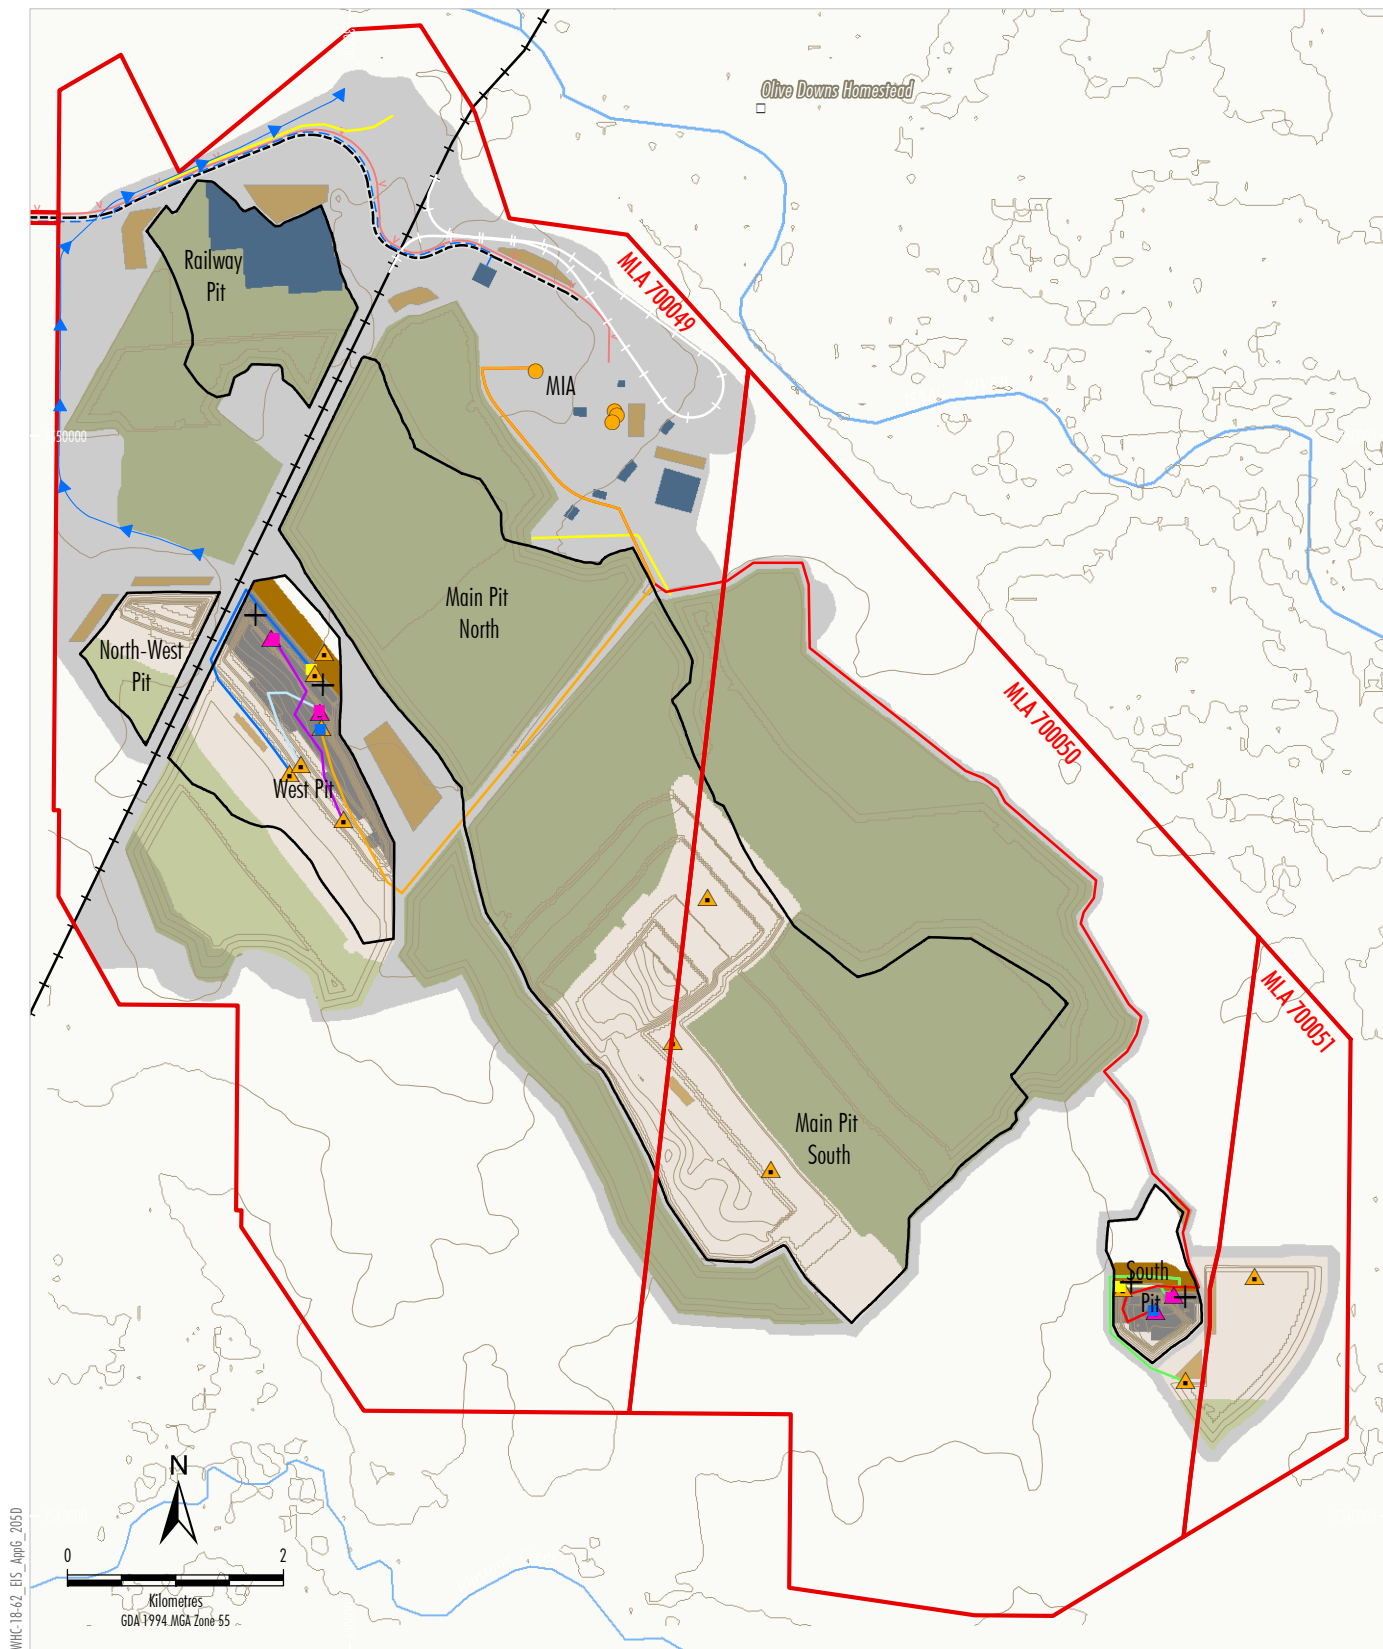 Olive Downs Homestead
Railway
Pit
MLA 700049
MIA
Main Pit
North
North-West
Pit
West Pit
MLA 700050
MLA 700051
Main Pit
South
South
Pit
N
0 2
Kilometres
GDA 1994 MGA Zone 55
WHC-18-62_EIS_AppG_205D